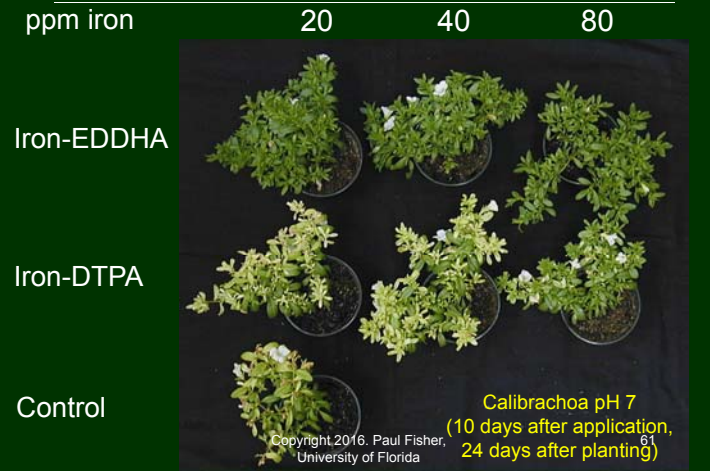 ppm iron 20 40 80
Iron-EDDHA
Iron-DTPA
Control
Calibrachoa pH 7
(10 days after application,
24 days after planting)
Copyright 2016. Paul Fisher,
University of Florida
61